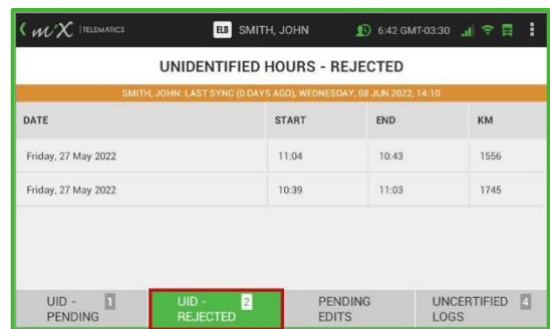 miX TELEMATICS ELD SMITH, JOHN 6:42 GMT-03:30
UNIDENTIFIED HOURS - REJECTED
SMITH, JOHN: LAST SYNC (0 DAYS AGO), WEDNESDAY, 08 JUN 2022, 14:10
DATE START END KM
Friday, 27 May 2022 11:04 10:43 1556
Friday, 27 May 2022 10:39 11:03 1745
UID - 1 UID - 2 PENDING UNCERTIFIED 4
PENDING REJECTED EDITS LOGS